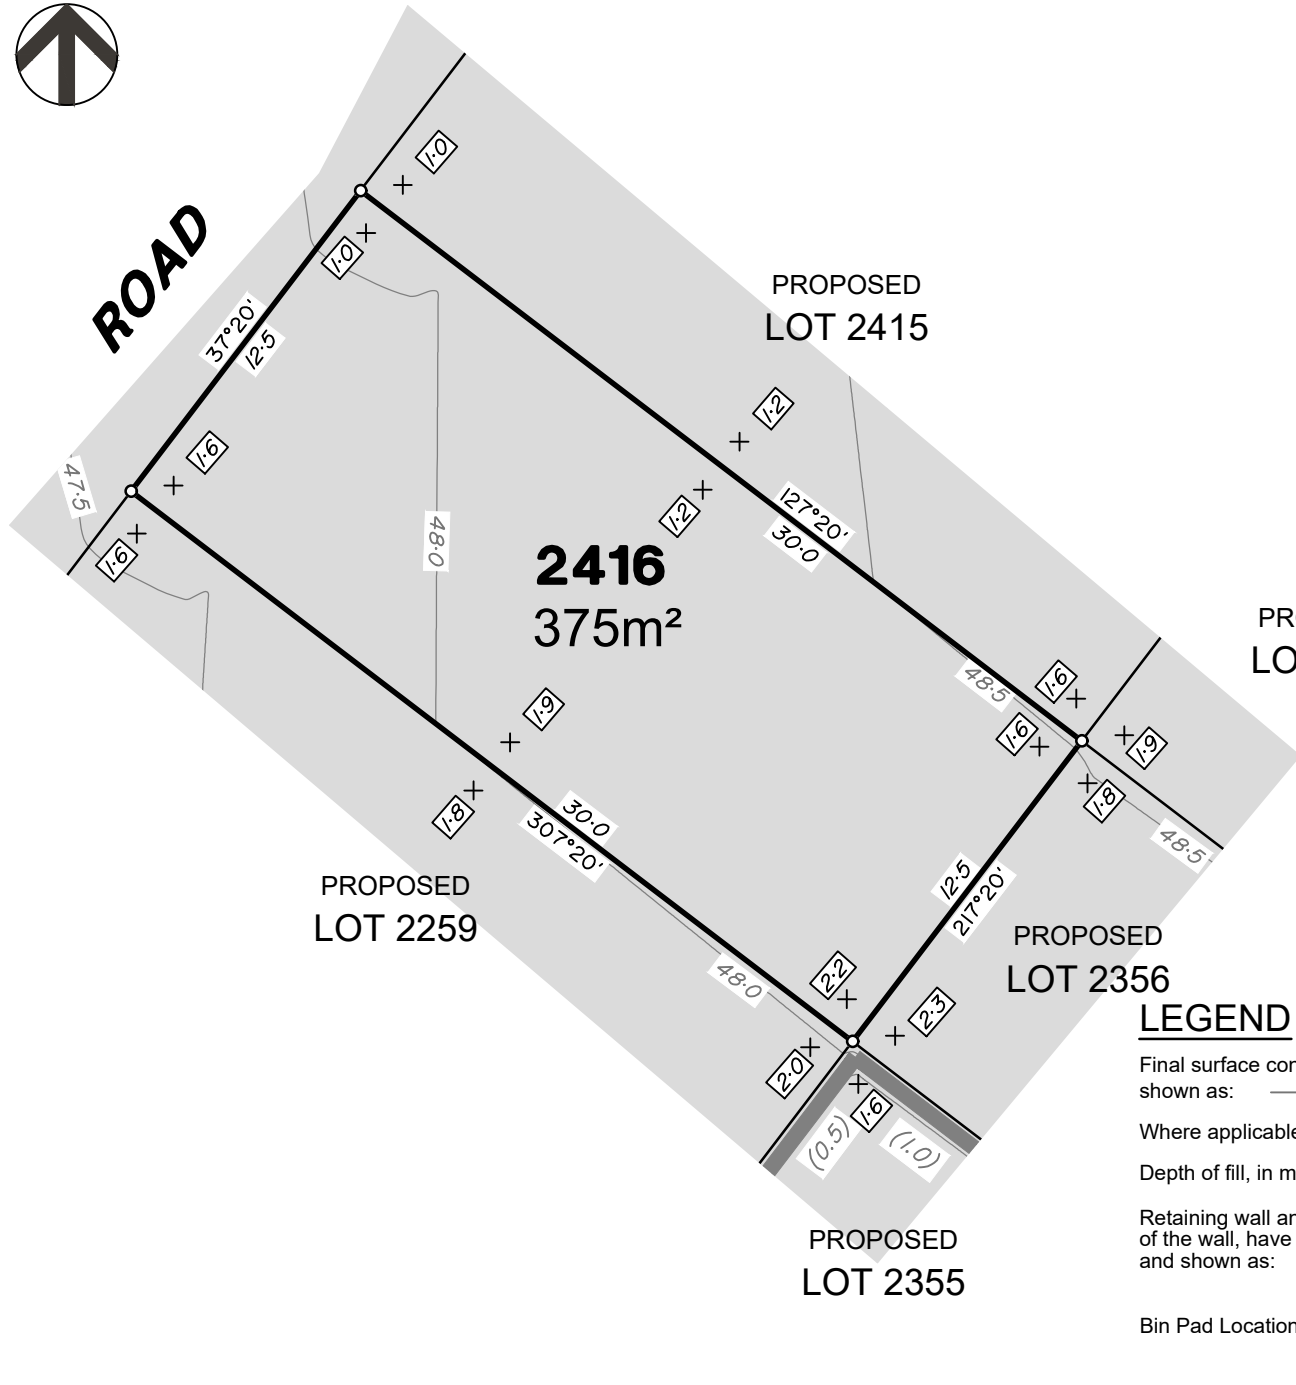 1·0
ROAD
1·0
37°20'
12·5
PROPOSED
LOT 2415
1·2
1·6
47·5
1·6
48·0
1·2
127°20'
30·0
2416
375m²
PR
LO
1·6
48·5
1·6
1·9
1·8
48·5
1·9
1·8
30·0
307°20'
12·5
217°20'
PROPOSED
LOT 2259
PROPOSED
LOT 2356
2·2
48·0
2·3
2·0
1·6
(0.5)
(1.0)
PROPOSED
LOT 2355
LEGEND
Final surface con
shown as:
Where applicable
Depth of fill, in m
Retaining wall an
of the wall, have
and shown as:
Bin Pad Location